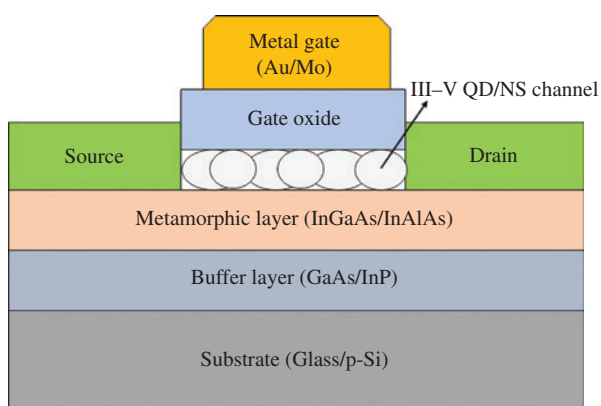 Metal gate
(Au/Mo)
III–V QD/NS channel
Gate oxide
Source
Drain
Metamorphic layer (InGaAs/InAlAs)
Buffer layer (GaAs/InP)
Substrate (Glass/p-Si)